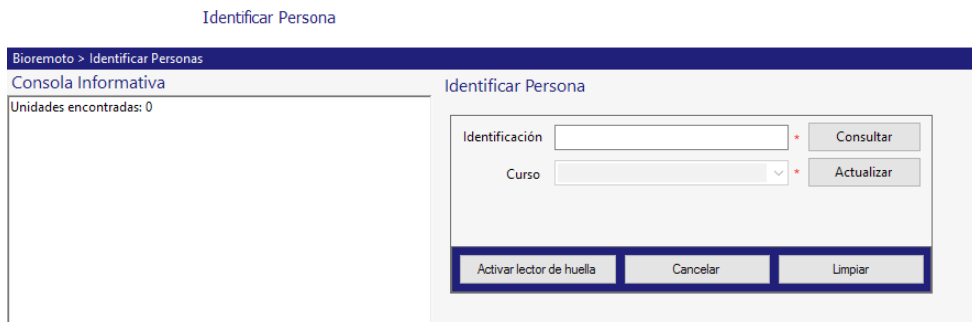 Identificar Persona
Bioremoto > Identificar Personas
Consola Informativa
Unidades encontradas: 0
Identificar Persona
Identificación * Consultar
Curso * Actualizar
Activar lector de huella Cancelar Limpiar